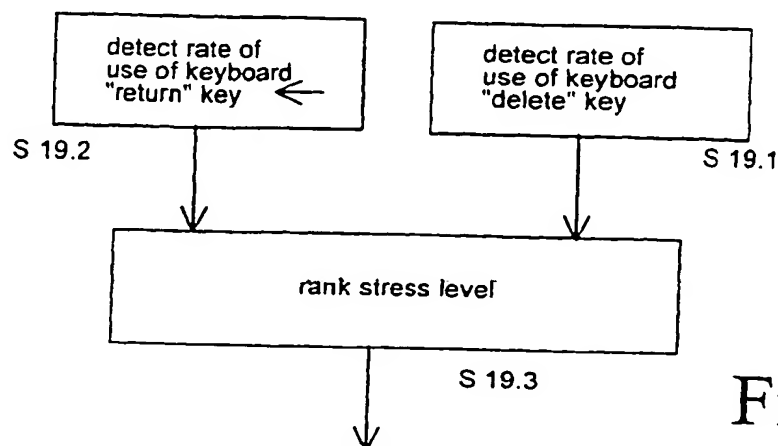 detect rate of
use of keyboard
"return" key
S 19.2
detect rate of
use of keyboard
"delete" key
S 19.1
rank stress level
S 19.3